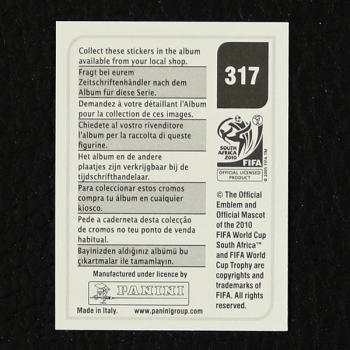 Collect these stickers in the album
available from your local shop.
Fragt bei eurem
Zeitschriftenhändler nach dem
Album für diese Serie.
Demandez à votre détaillant l'Album
pour la collection de ces images.
Chiedete al vostro rivenditore
l'album per la raccolta di queste
figurine.
Het album en de andere
plaatjes zijn verkrijgbaar bij de
tijdschrifthandelaar.
Para coleccionar estos cromos
compra tu álbum en cualquier
kiosco.
Pede a caderneta desta colecção
de cromos no teu ponto de venda
habitual.
Bayinizden aldığınız albümü bu
çıkartmalar ile tamamlayın.
Manufactured under licence by
PANINI
Made in Italy. www.paninigroup.com
317
SOUTH AFRICA
2010
FIFA
OFFICIAL LICENSED
PRODUCT
© The Official
Emblem and
Official Mascot
of the 2010
FIFA World Cup
South Africa™
and FIFA World
Cup Trophy are
copyrights and
trademarks of
FIFA. All rights
reserved.